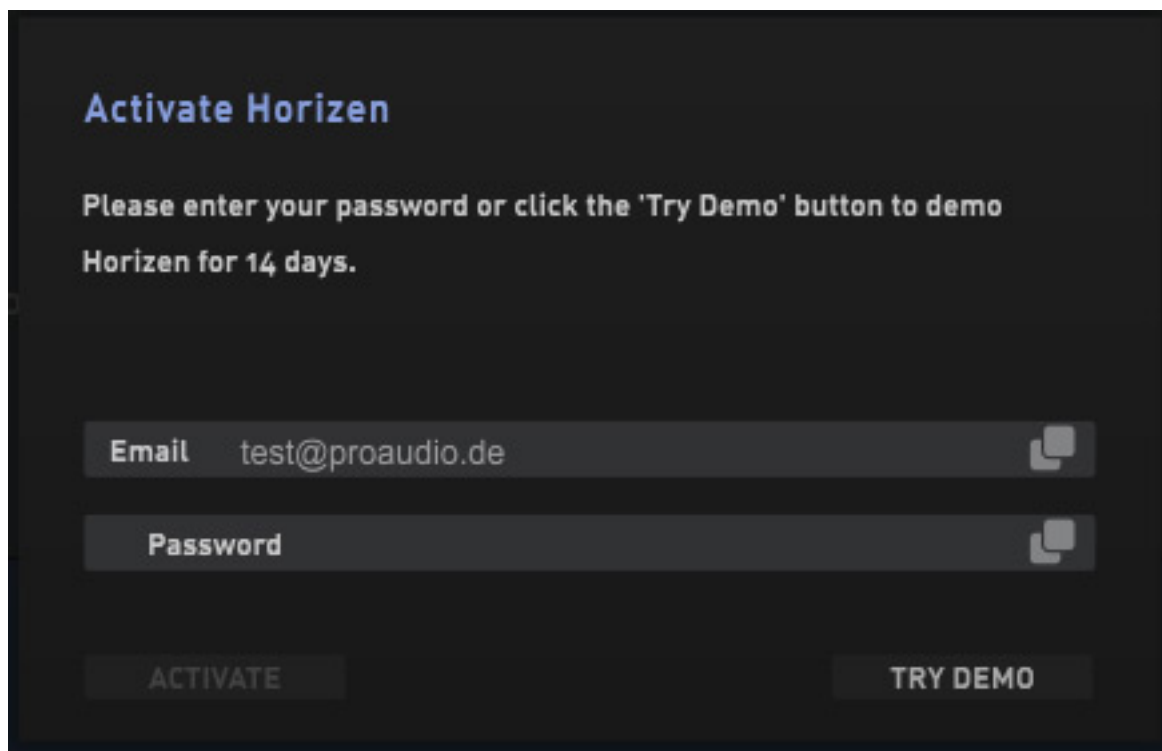 Activate Horizen
Please enter your password or click the 'Try Demo' button to demo
Horizen for 14 days.
Email test@proaudio.de
Password
ACTIVATE TRY DEMO